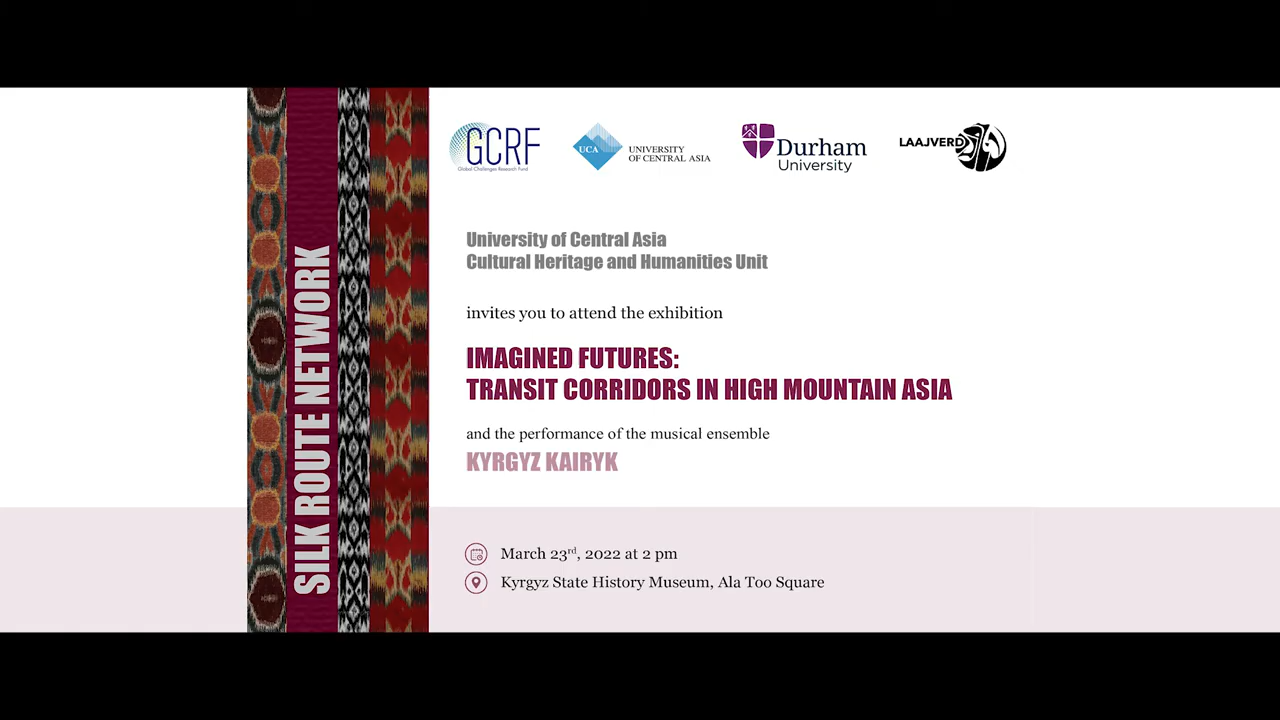 SILK ROUTE NETWORK
GCRF
Global Challenges Research Fund
UCA
UNIVERSITY
OF CENTRAL ASIA
Durham
University
LAAJVERD
University of Central Asia
Cultural Heritage and Humanities Unit
invites you to attend the exhibition
IMAGINED FUTURES:
TRANSIT CORRIDORS IN HIGH MOUNTAIN ASIA
and the performance of the musical ensemble
KYRGYZ KAIRYK
March 23rd, 2022 at 2 pm
Kyrgyz State History Museum, Ala Too Square